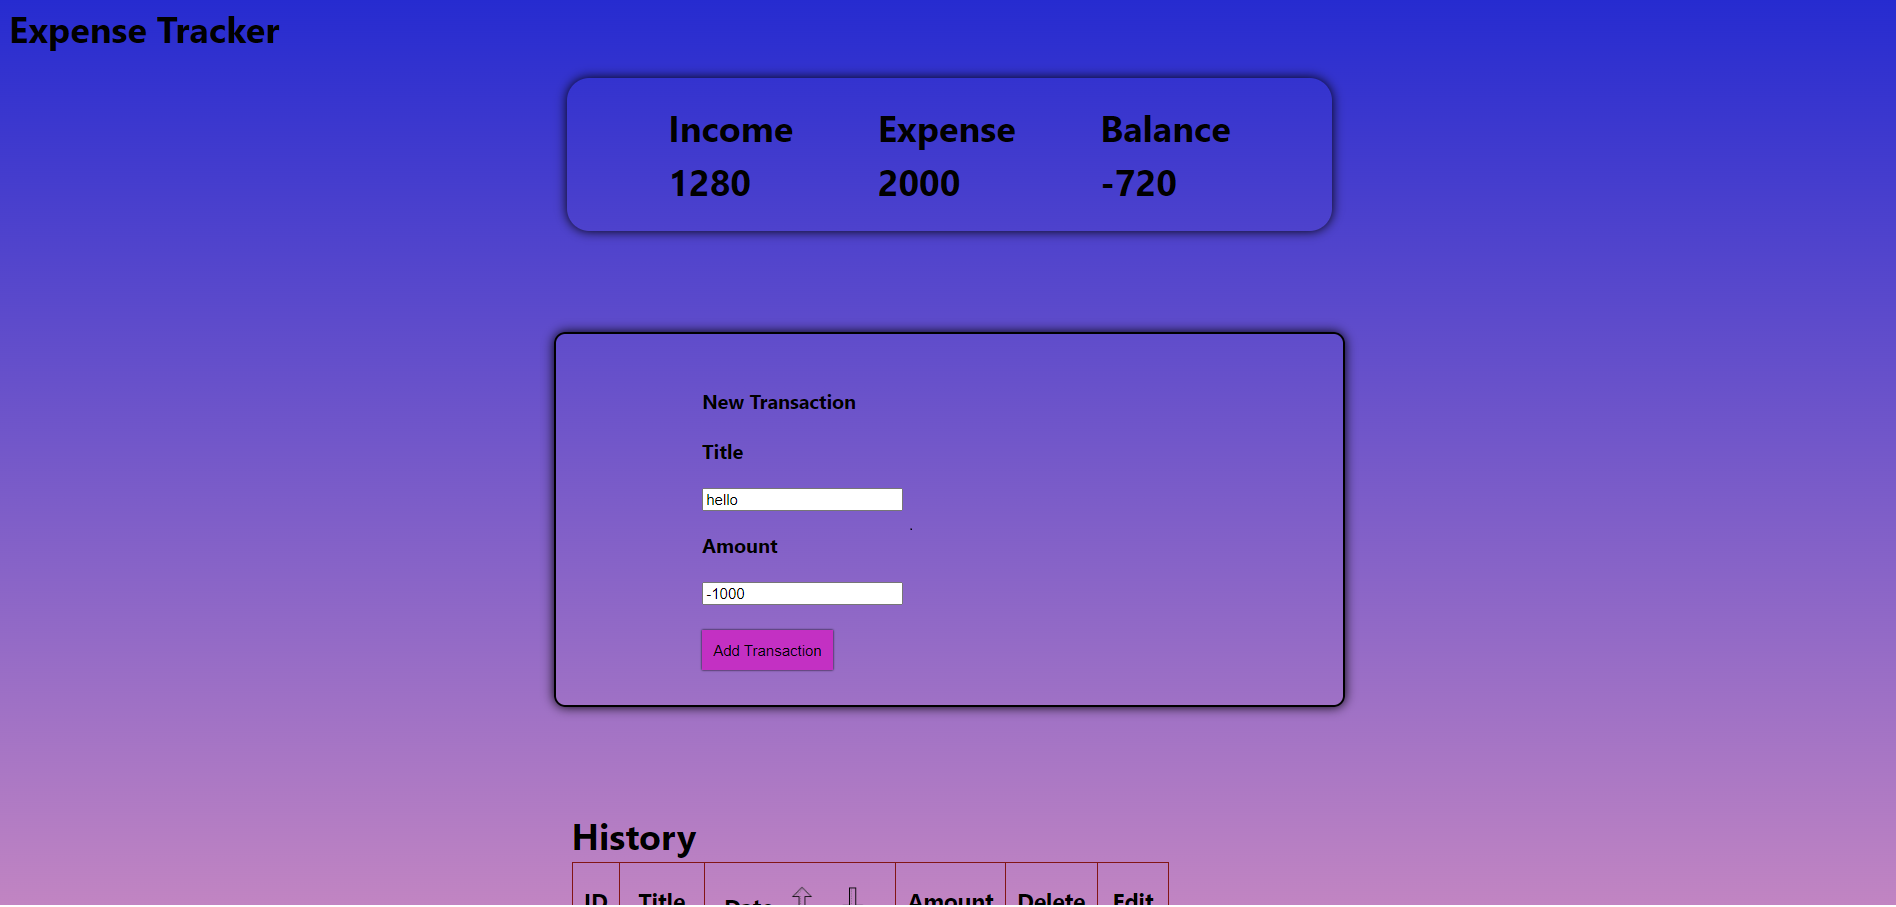 Expense Tracker
Income Expense Balance
1280 2000 -720
New Transaction
Title
hello
.
Amount
-1000
Add Transaction
History
ID Title Date Amount Delete Edit